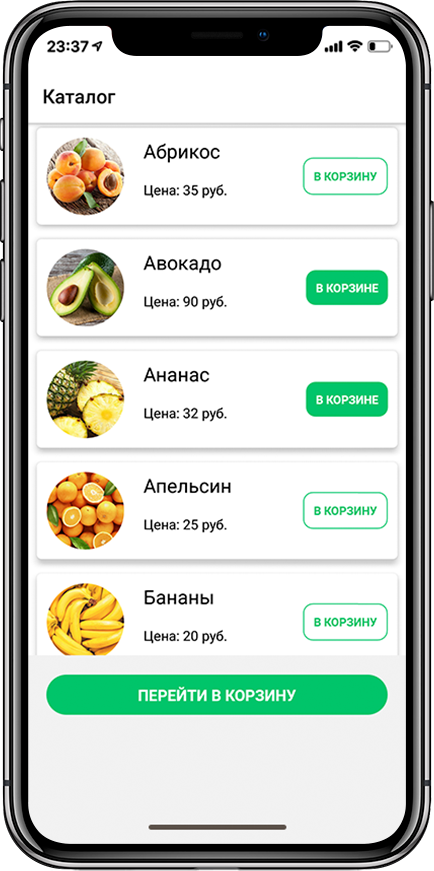 23:37
Каталог
Абрикос
Цена: 35 руб.
В КОРЗИНУ
Авокадо
Цена: 90 руб.
В КОРЗИНЕ
Ананас
Цена: 32 руб.
В КОРЗИНЕ
Апельсин
Цена: 25 руб.
В КОРЗИНУ
Бананы
Цена: 20 руб.
В КОРЗИНУ
ПЕРЕЙТИ В КОРЗИНУ